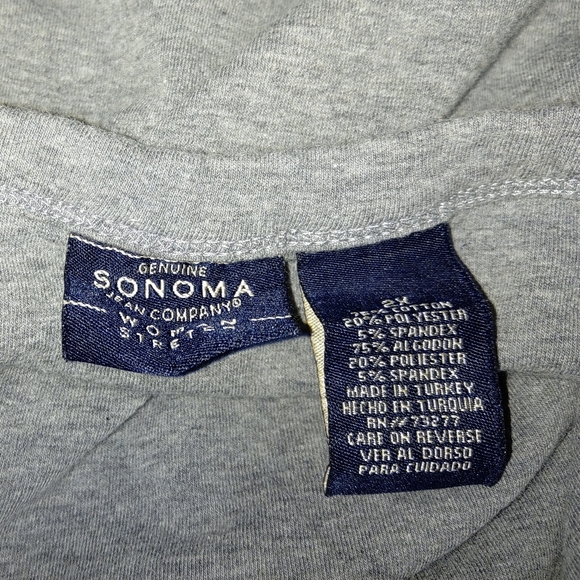 GENUINE
SONOMA
JEAN COMPANY®
WOMEN
STRETCH
2X
75% COTTON
20% POLYESTER
5% SPANDEX
75% ALGODON
20% POLIESTER
5% SPANDEX
MADE IN TURKEY
HECHO EN TURQUIA
RN#73277
CARE ON REVERSE
VER AL DORSO
PARA CUIDADO